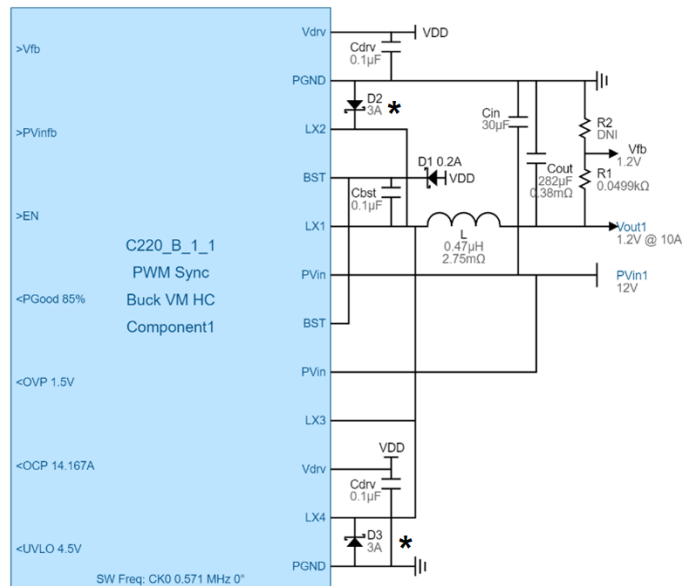 Vdrv
VDD
Cdrv
0.1µF
>Vfb
PGND
D2
3A
*
Cin
30µF
R2
DNI
>PVinfb
LX2
D1 0.2A
VDD
Vfb
1.2V
BST
Cbst
0.1µF
Cout
282µF
0.38mΩ
R1
0.0499kΩ
>EN
LX1
L
0.47µH
2.75mΩ
Vout1
1.2V @ 10A
C220_B_1_1
PWM Sync
Buck VM HC
Component1
PVin
PVin1
12V
<PGood 85%
BST
PVin
<OVP 1.5V
LX3
VDD
<OCP 14.167A
Vdrv
Cdrv
0.1µF
LX4
D3
3A
*
<UVLO 4.5V
PGND
SW Freq: CK0 0.571 MHz 0°